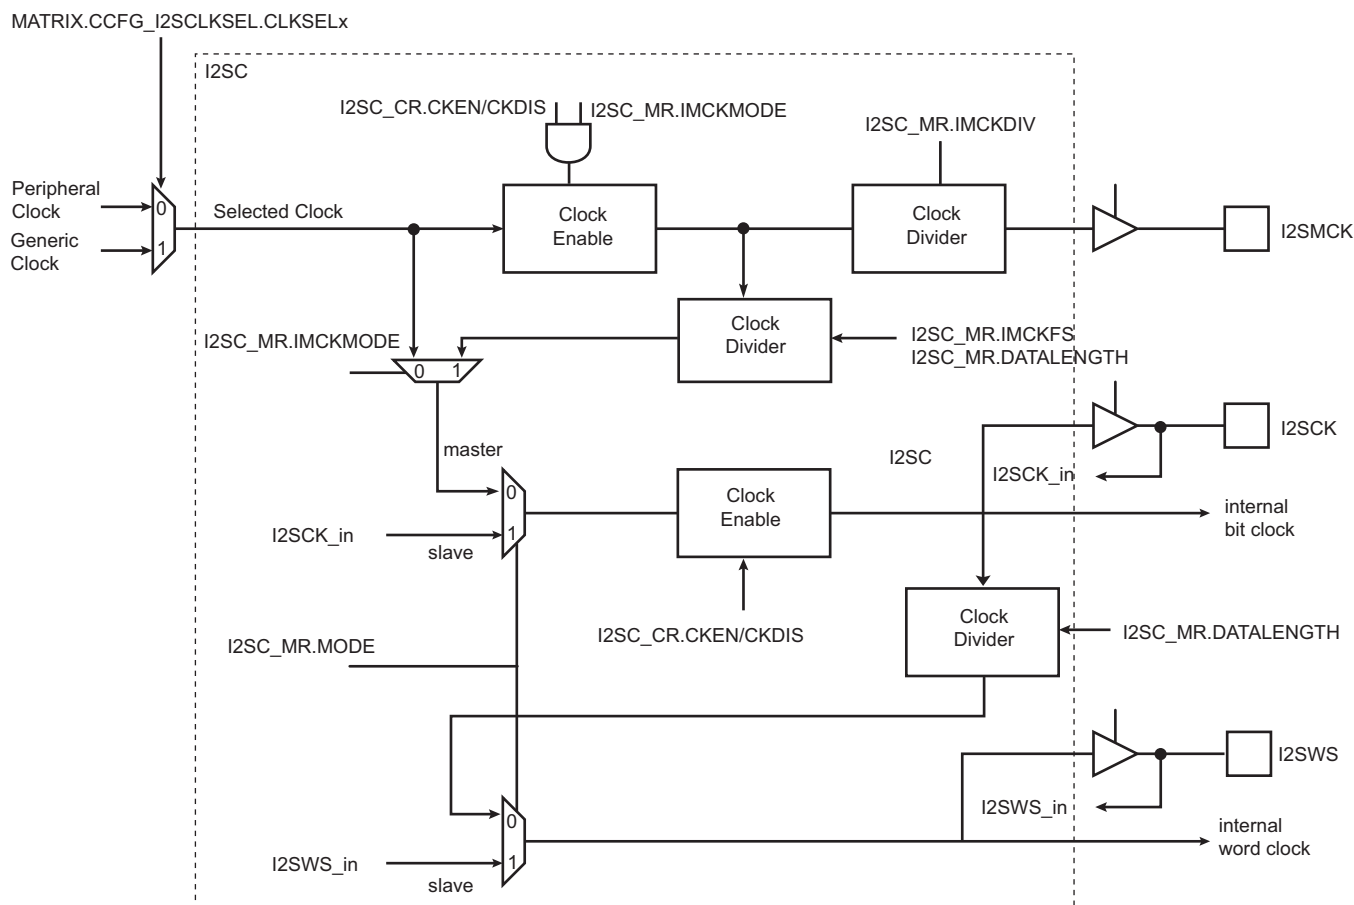 MATRIX.CCFG_I2SCLKSEL.CLKSELx
I2SC
I2SC_CR.CKEN/CKDIS
I2SC_MR.IMCKMODE
I2SC_MR.IMCKDIV
Peripheral
Clock
0
Selected Clock
Clock
Enable
Clock
Divider
I2SMCK
Generic
Clock
1
I2SC_MR.IMCKMODE
Clock
Divider
I2SC_MR.IMCKFS
I2SC_MR.DATALENGTH
0 1
master
I2SC
I2SCK
I2SCK_in
0
Clock
Enable
internal
bit clock
I2SCK_in
1
slave
I2SC_CR.CKEN/CKDIS
Clock
Divider
I2SC_MR.DATALENGTH
I2SC_MR.MODE
I2SWS
I2SWS_in
0
internal
word clock
I2SWS_in
1
slave